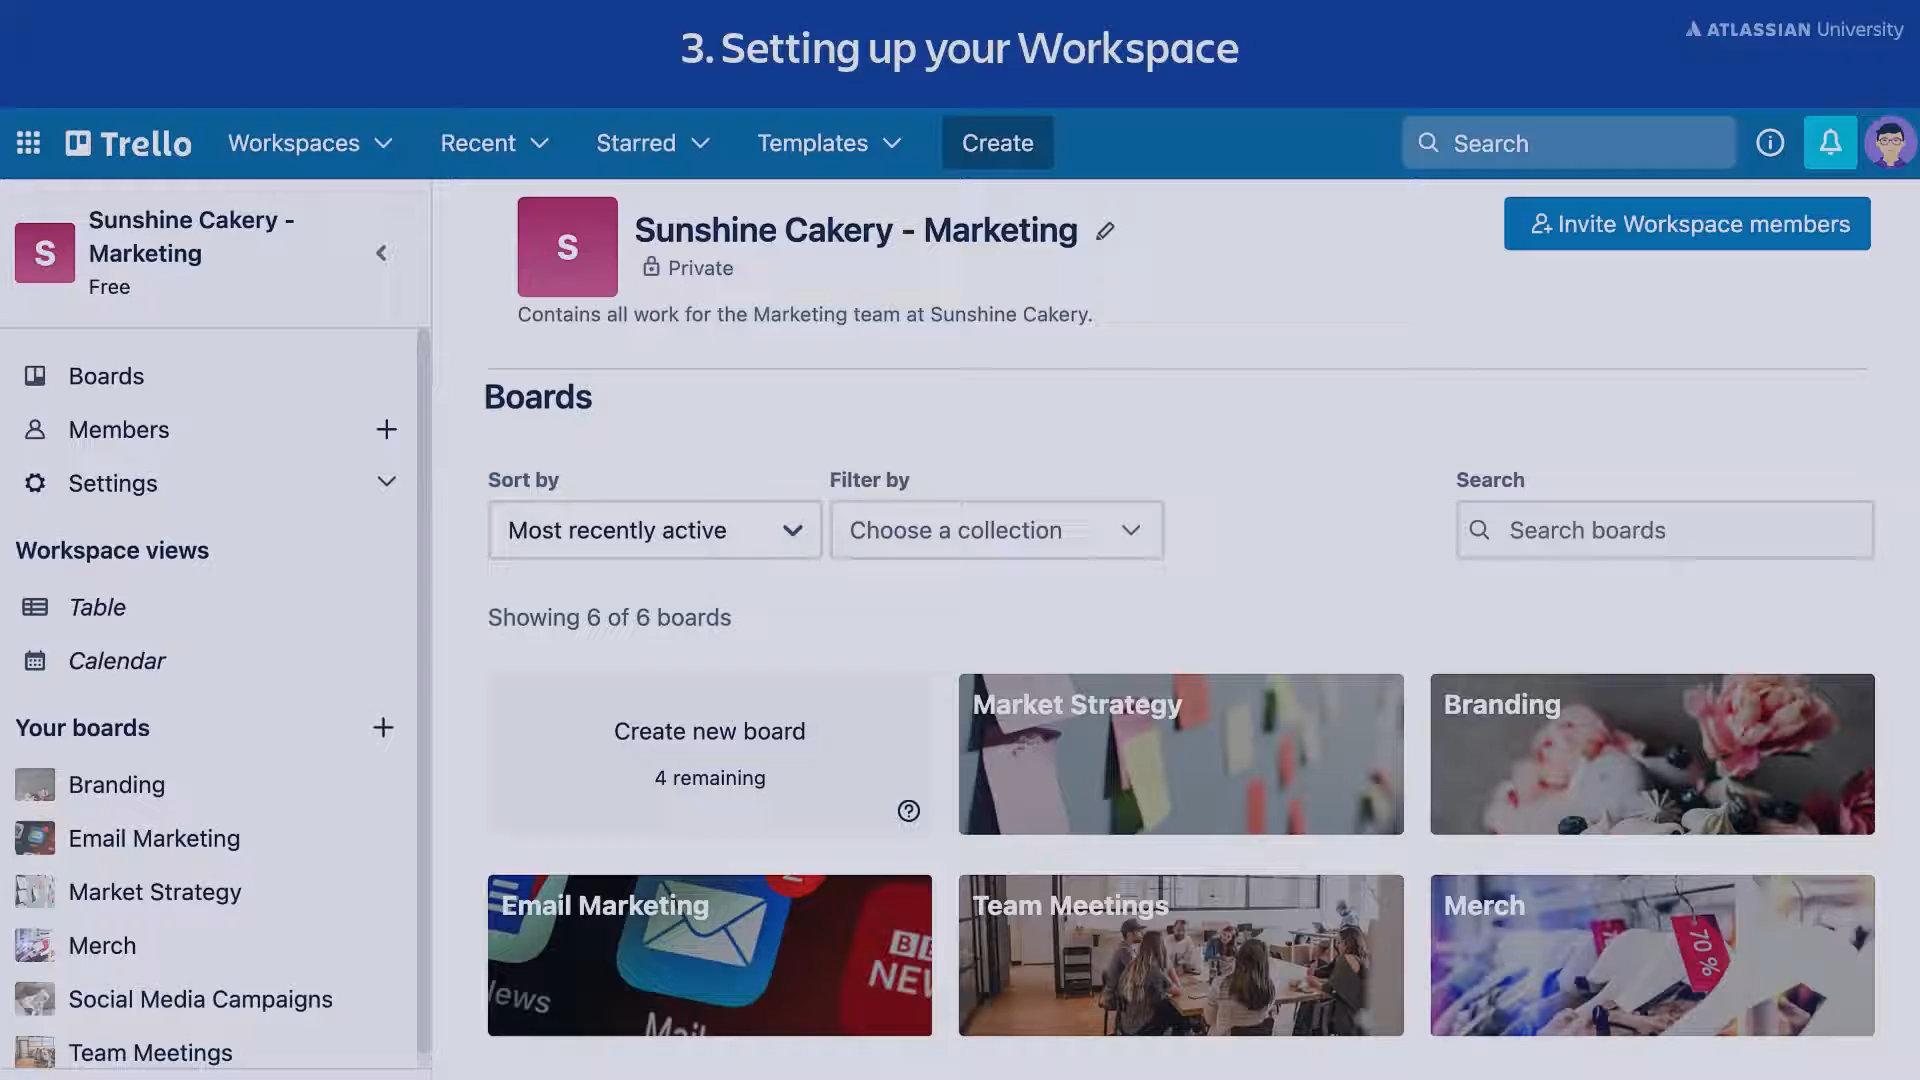 3. Setting up your Workspace
ATLASSIAN University
Trello
Workspaces
Recent
Starred
Templates
Create
Search
S
Sunshine Cakery -
Marketing
Free
Boards
Members
Settings
Workspace views
Table
Calendar
Your boards
Branding
Email Marketing
Market Strategy
Merch
Social Media Campaigns
Team Meetings
S
Sunshine Cakery - Marketing
Private
Contains all work for the Marketing team at Sunshine Cakery.
Invite Workspace members
Boards
Sort by
Most recently active
Filter by
Choose a collection
Search
Search boards
Showing 6 of 6 boards
Create new board
4 remaining
Market Strategy
Branding
Email Marketing
Mail
Team Meetings
Merch
70%